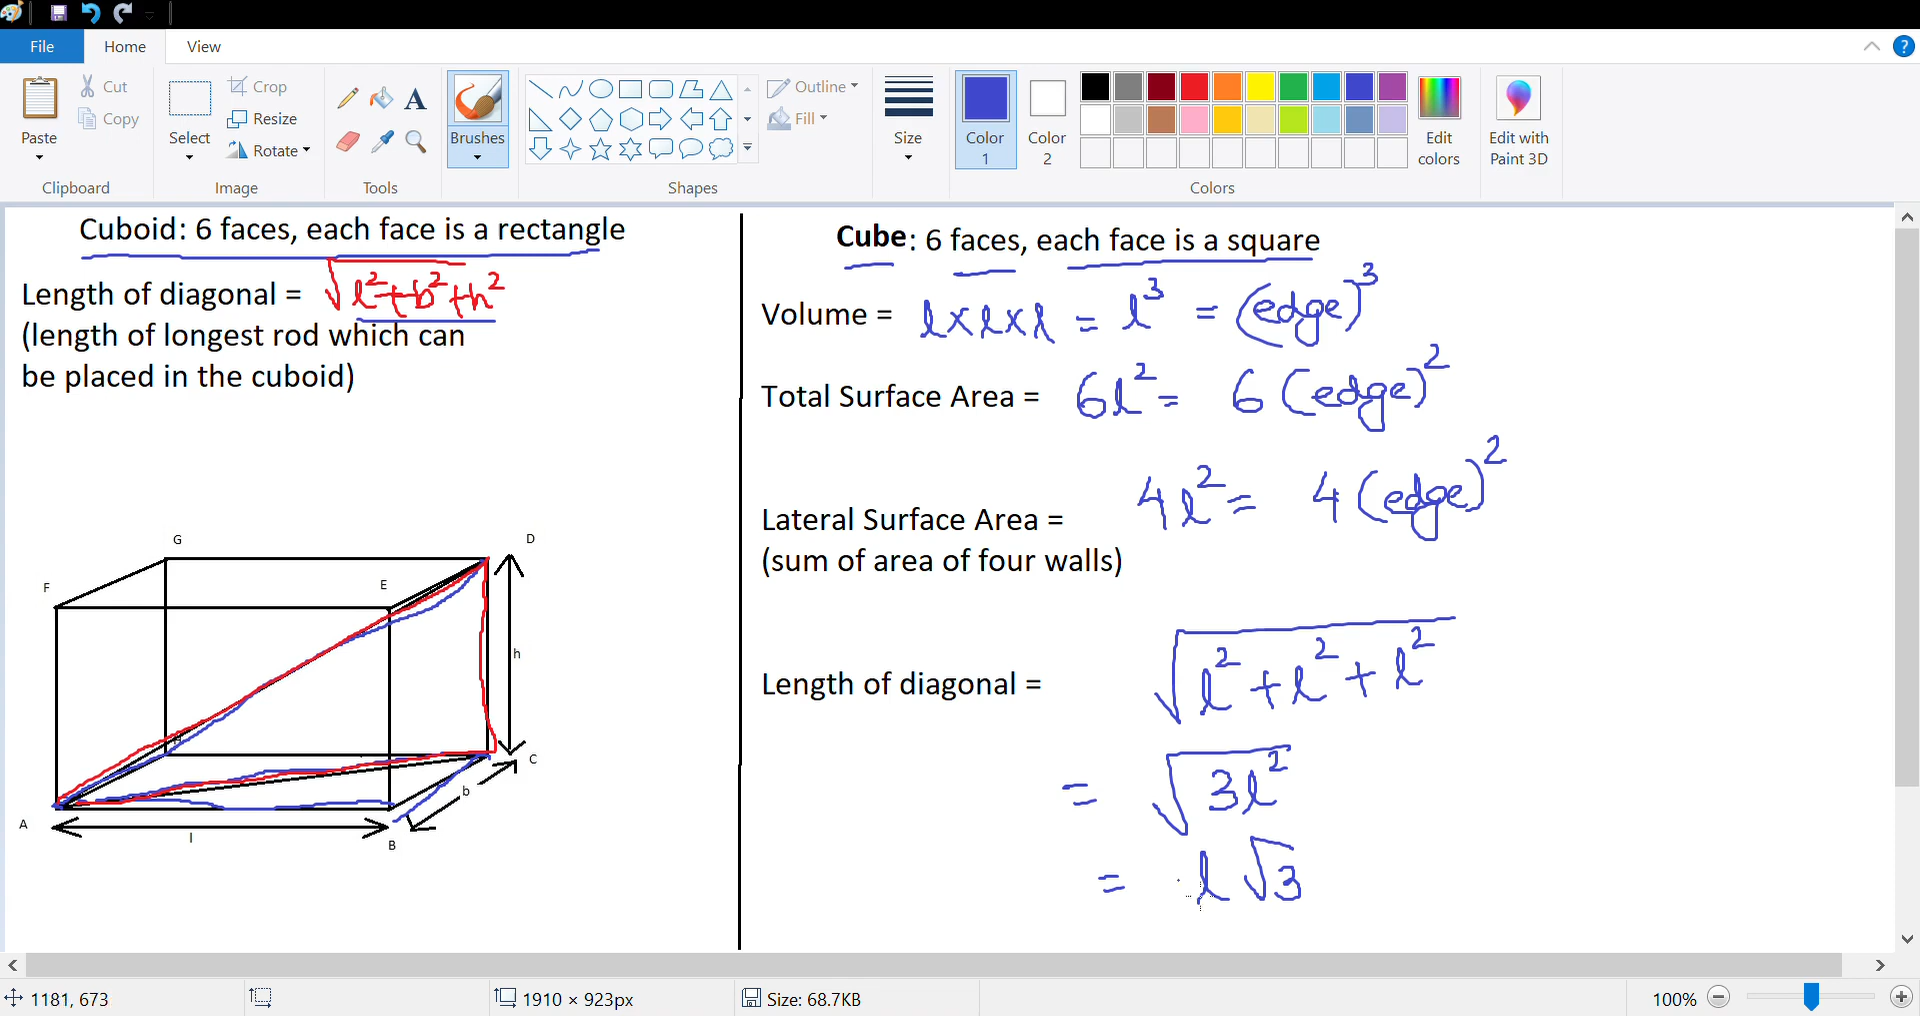 File Home View
Paste
Cut
Copy
Clipboard
Select
Crop
Resize
Rotate
Image
Tools
Brushes
Shapes
Outline
Fill
Size
Color 1
Color 2
Colors
Edit colors
Edit with Paint 3D
Cuboid: 6 faces, each face is a rectangle
Length of diagonal = √l²+b²+h²
(length of longest rod which can
be placed in the cuboid)
G
D
F
E
h
H
C
b
A
l
B
Cube: 6 faces, each face is a square
Volume = l×l×l = l³ = (edge)³
Total Surface Area = 6l² = 6 (edge)²
Lateral Surface Area = 4l² = 4 (edge)²
(sum of area of four walls)
Length of diagonal = √l²+l²+l²
= √3l²
= l√3
1181, 673
1910 × 923px
Size: 68.7KB
100%